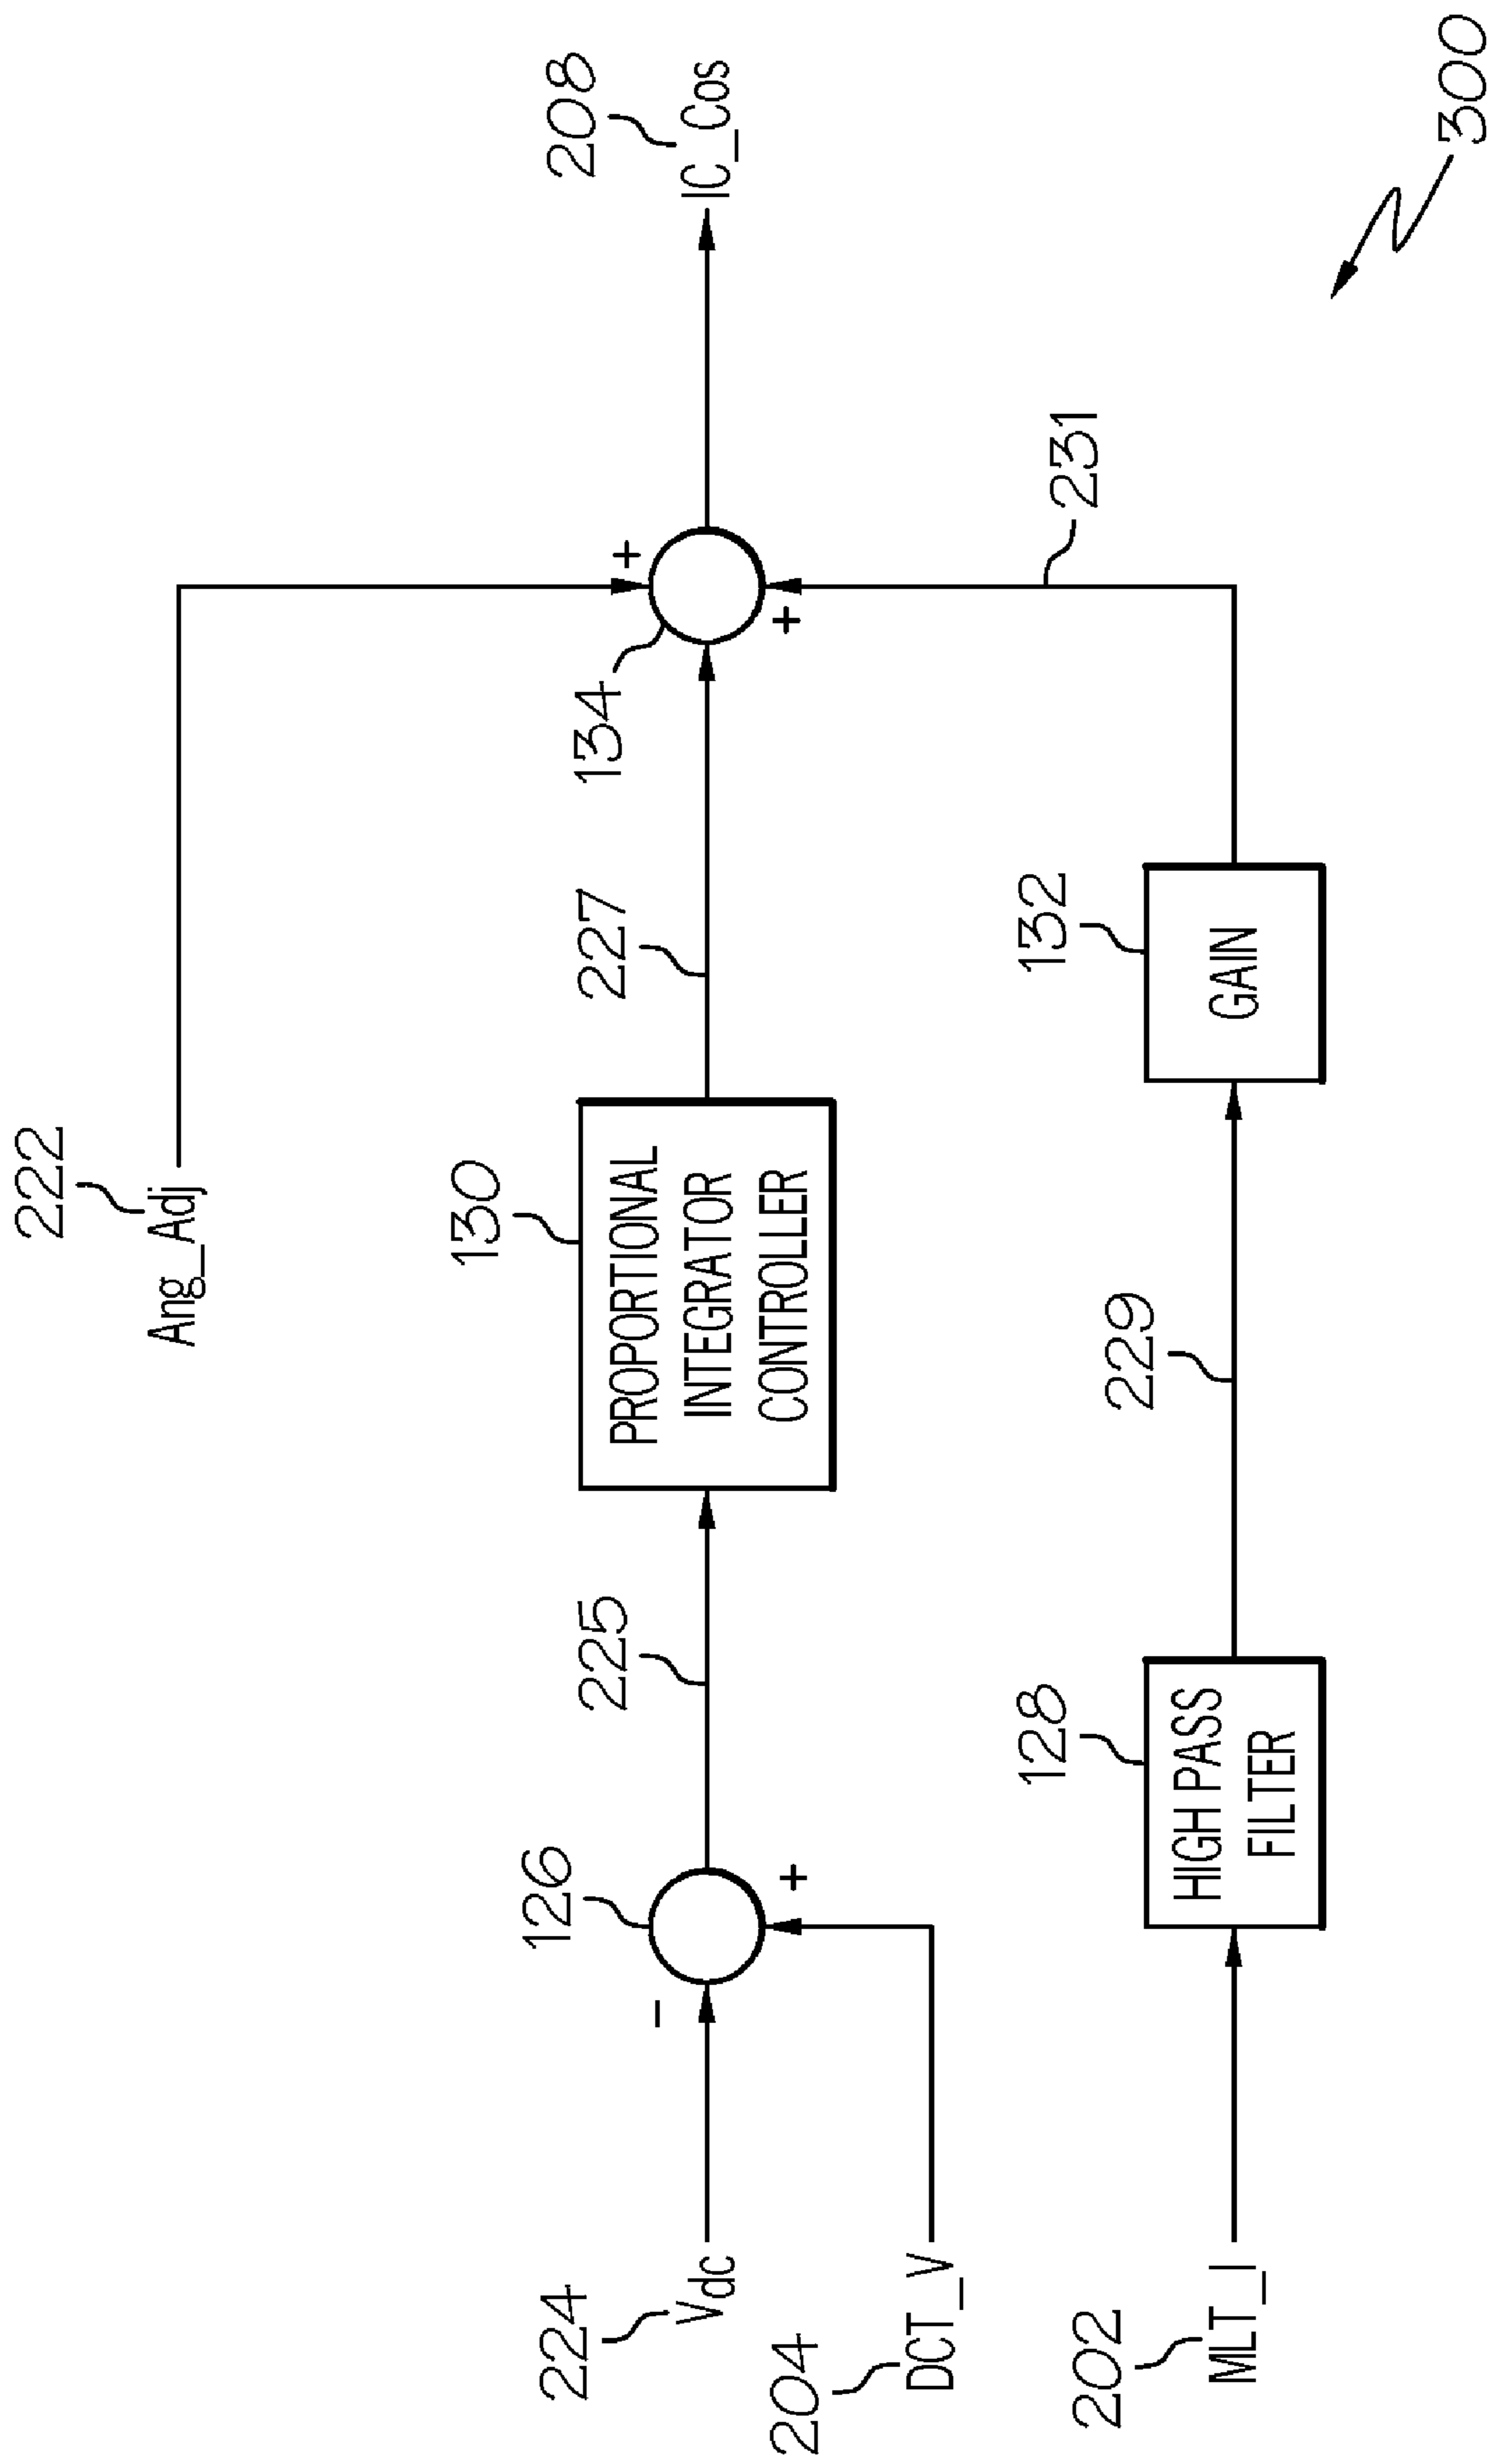 222
Ang_Adj
208
IC_Cos
+
134
+
227
130
PROPORTIONAL
INTEGRATOR
CONTROLLER
225
126
-
+
224
Vdc
204
DCT_V
231
132
GAIN
229
128
HIGH PASS
FILTER
202
MLT_I
300